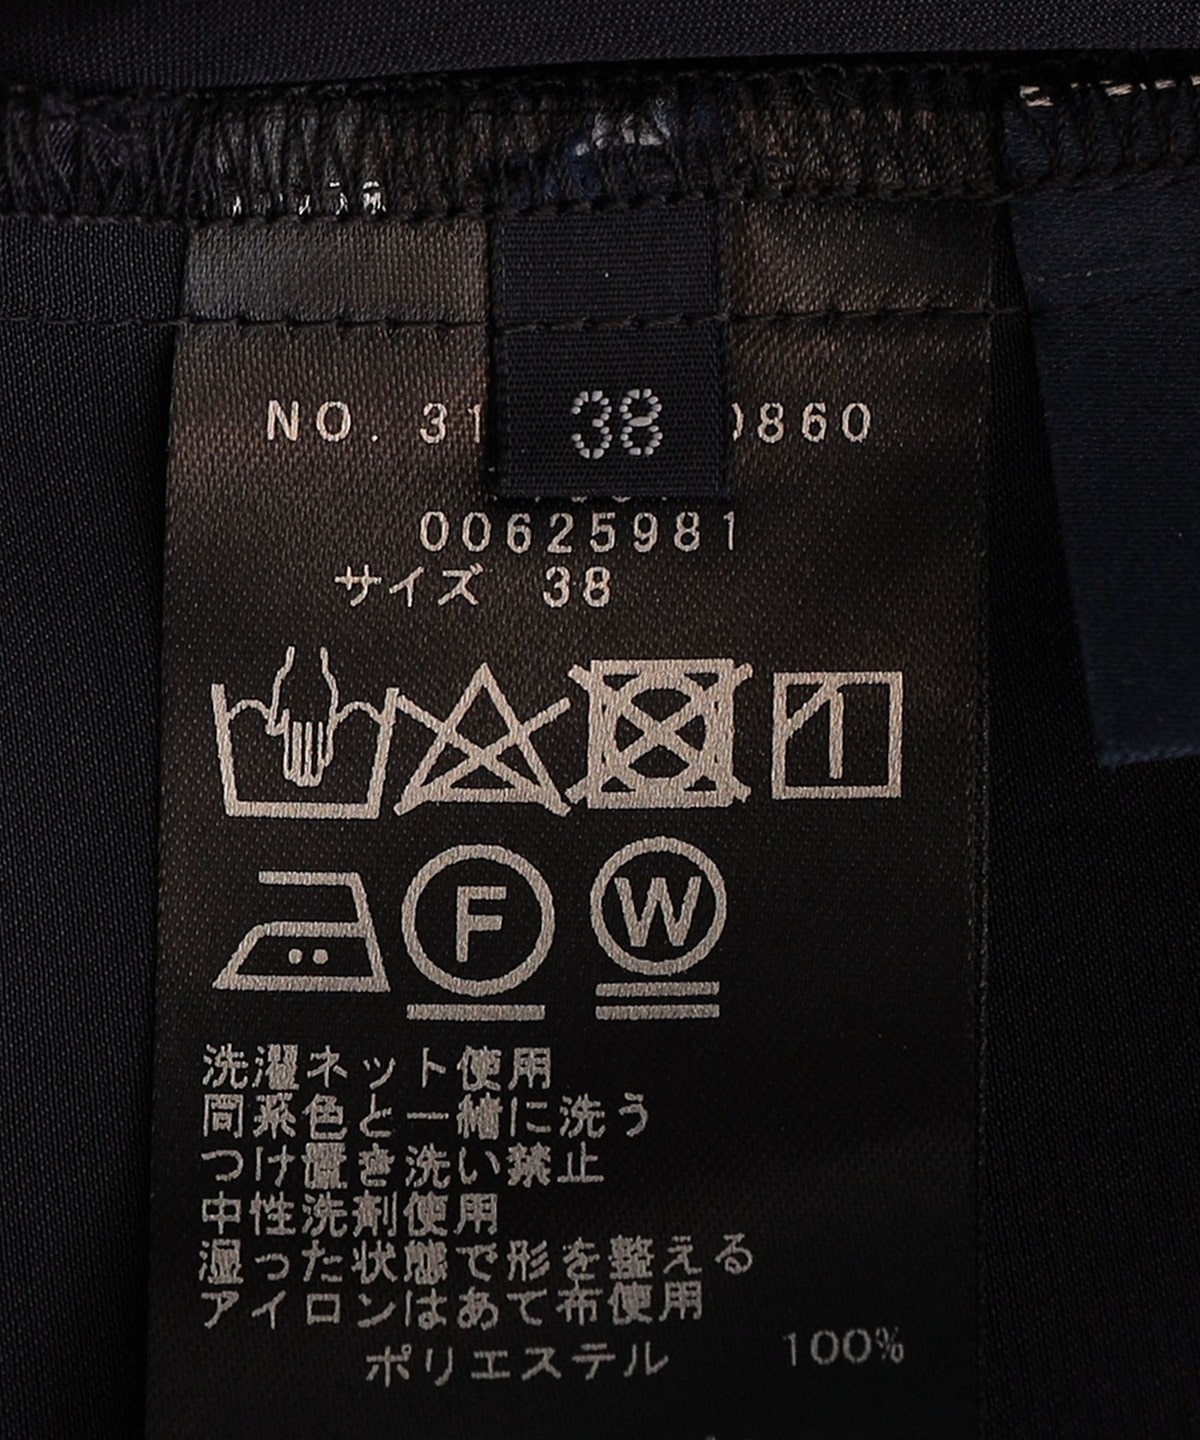 NO. 31
38
0860
00625981
サイズ 38
F
W
洗濯ネット使用
同系色と一緒に洗う
つけ置き洗い禁止
中性洗剤使用
湿った状態で形を整える
アイロンはあて布使用
ポリエステル 100%